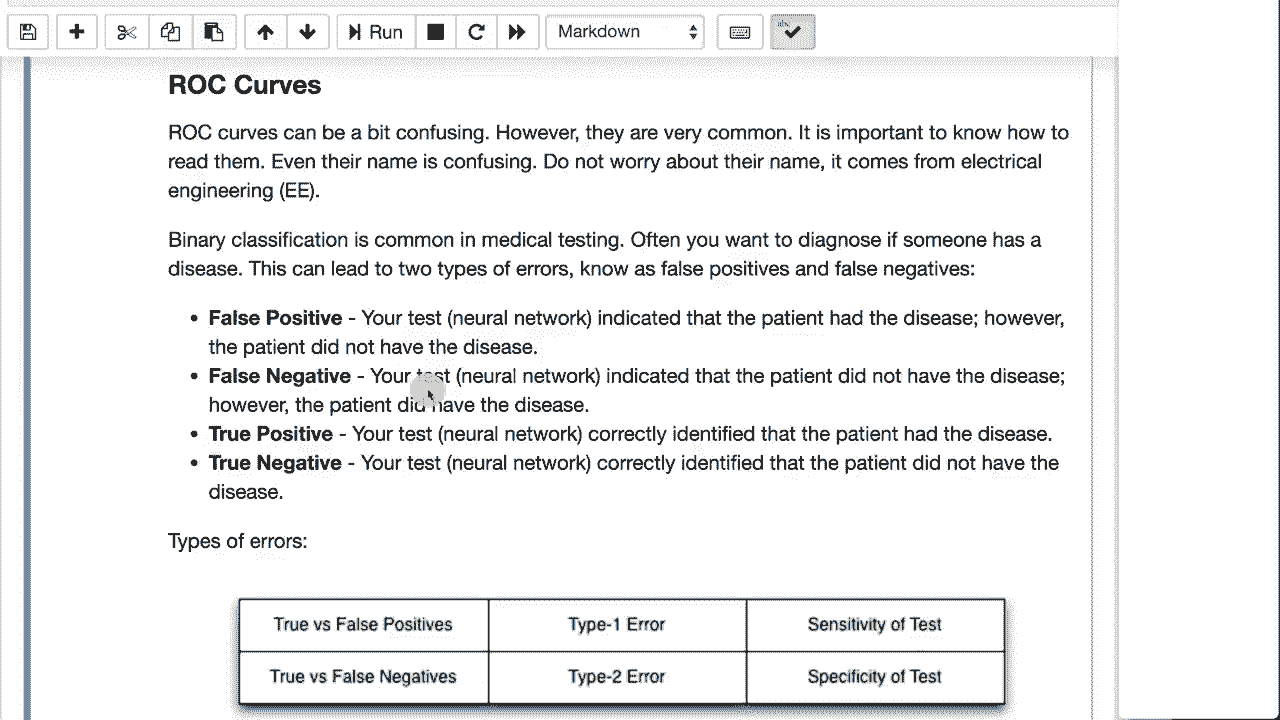 Run Markdown abc
ROC Curves
ROC curves can be a bit confusing. However, they are very common. It is important to know how to
read them. Even their name is confusing. Do not worry about their name, it comes from electrical
engineering (EE).
Binary classification is common in medical testing. Often you want to diagnose if someone has a
disease. This can lead to two types of errors, know as false positives and false negatives:
• False Positive - Your test (neural network) indicated that the patient had the disease; however,
the patient did not have the disease.
• False Negative - Your test (neural network) indicated that the patient did not have the disease;
however, the patient did have the disease.
• True Positive - Your test (neural network) correctly identified that the patient had the disease.
• True Negative - Your test (neural network) correctly identified that the patient did not have the
disease.
Types of errors:
True vs False Positives Type-1 Error Sensitivity of Test
True vs False Negatives Type-2 Error Specificity of Test